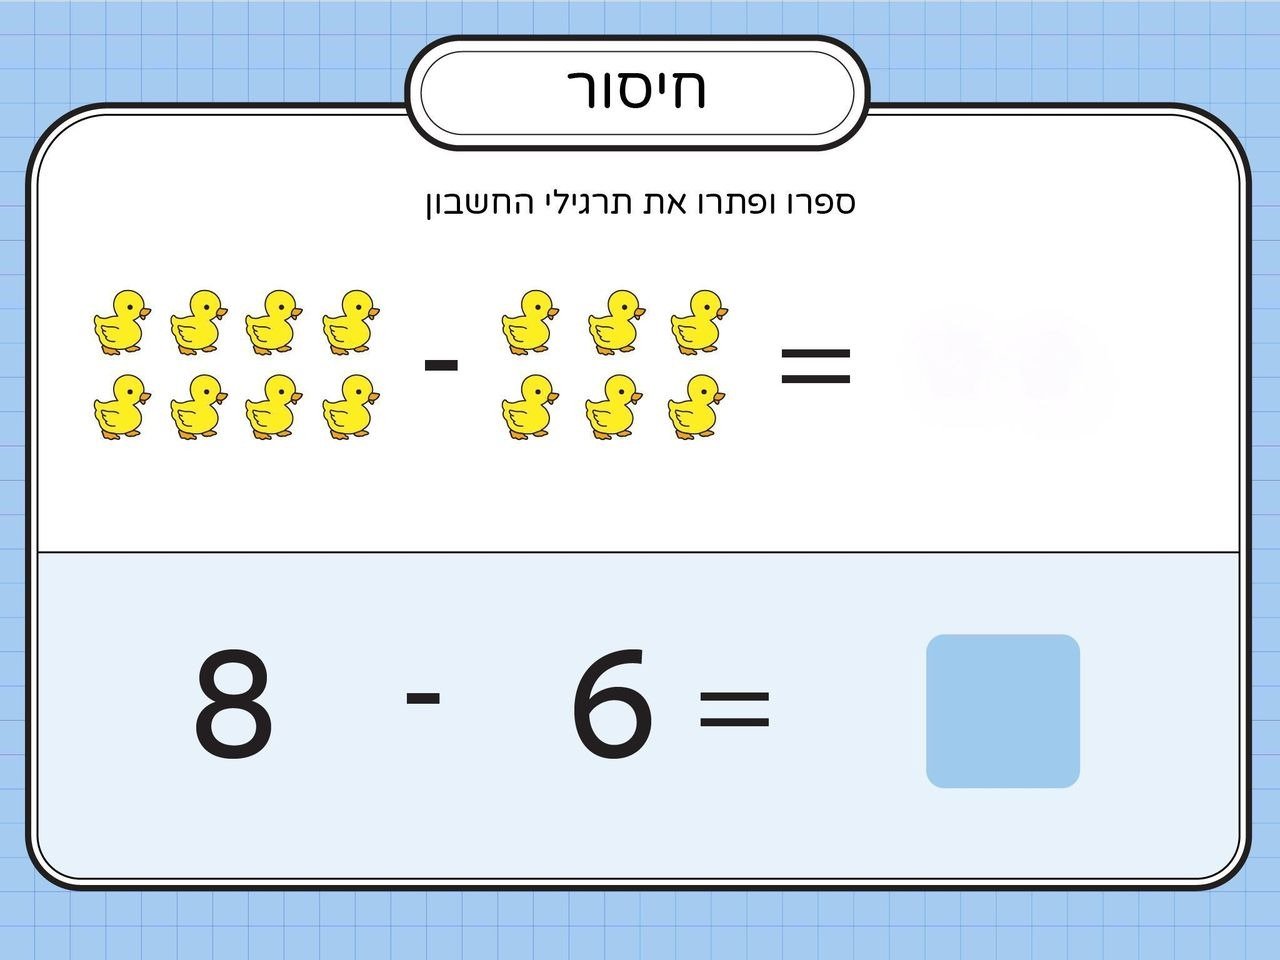 חיסור
ספרו ופתרו את תרגילי החשבון
- =
8 - 6 =